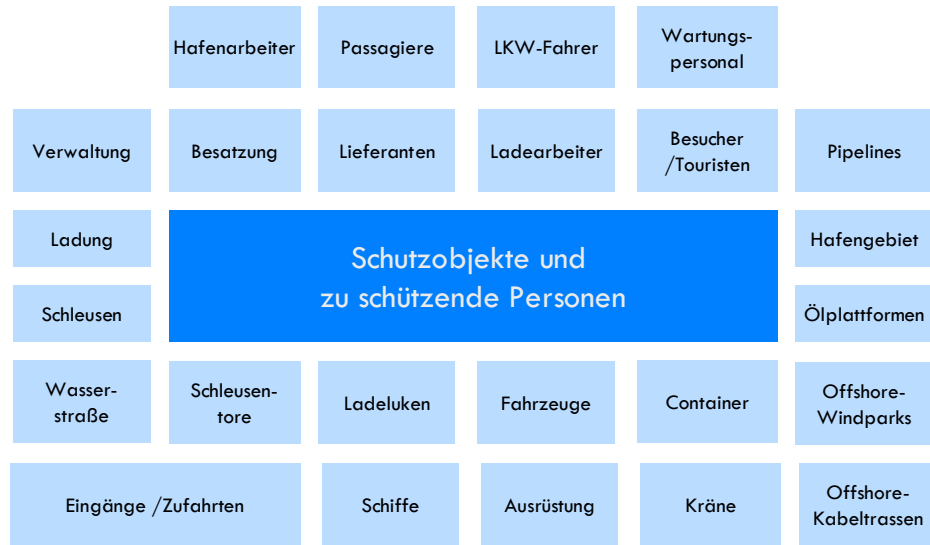 Hafenarbeiter
Passagiere
LKW-Fahrer
Wartungs-
personal
Verwaltung
Besatzung
Lieferanten
Ladearbeiter
Besucher
/Touristen
Pipelines
Ladung
Schutzobjekte und
zu schützende Personen
Hafengebiet
Schleusen
Ölplattformen
Wasser-
straße
Schleusen-
tore
Ladeluken
Fahrzeuge
Container
Offshore-
Windparks
Eingänge /Zufahrten
Schiffe
Ausrüstung
Kräne
Offshore-
Kabeltrassen